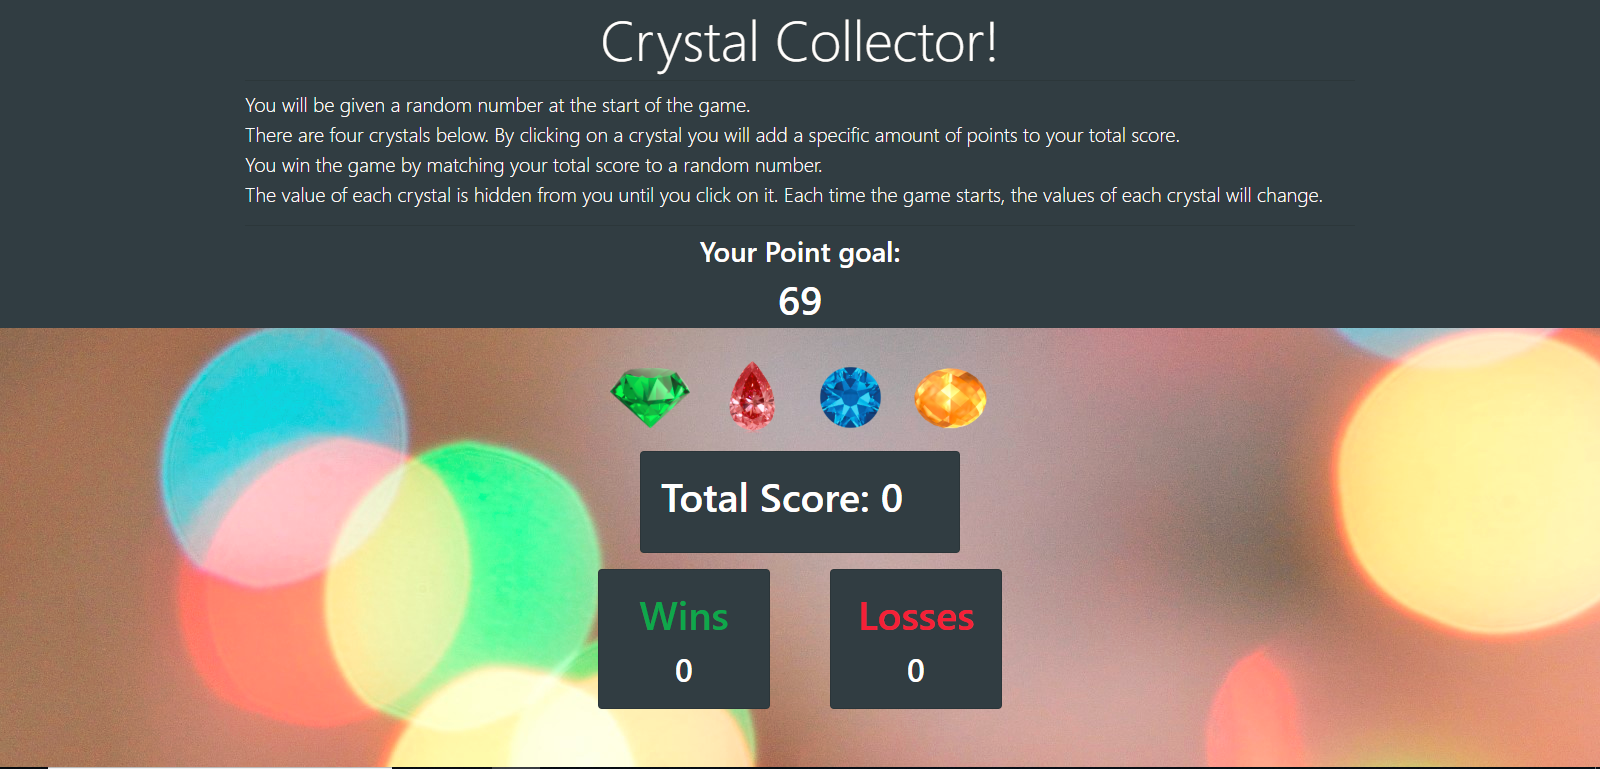 Crystal Collector!
You will be given a random number at the start of the game.
There are four crystals below. By clicking on a crystal you will add a specific amount of points to your total score.
You win the game by matching your total score to a random number.
The value of each crystal is hidden from you until you click on it. Each time the game starts, the values of each crystal will change.
Your Point goal:
69
Total Score: 0
Wins
0
Losses
0